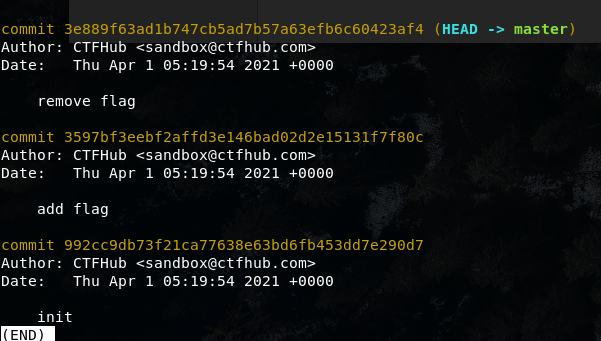 commit 3e889f63ad1b747cb5ad7b57a63efb6c60423af4 (HEAD -> master)
Author: CTFHub <sandbox@ctfhub.com>
Date:   Thu Apr 1 05:19:54 2021 +0000
remove flag
commit 3597bf3eebf2affd3e146bad02d2e15131f7f80c
Author: CTFHub <sandbox@ctfhub.com>
Date:   Thu Apr 1 05:19:54 2021 +0000
add flag
commit 992cc9db73f21ca77638e63bd6fb453dd7e290d7
Author: CTFHub <sandbox@ctfhub.com>
Date:   Thu Apr 1 05:19:54 2021 +0000
init
(END)